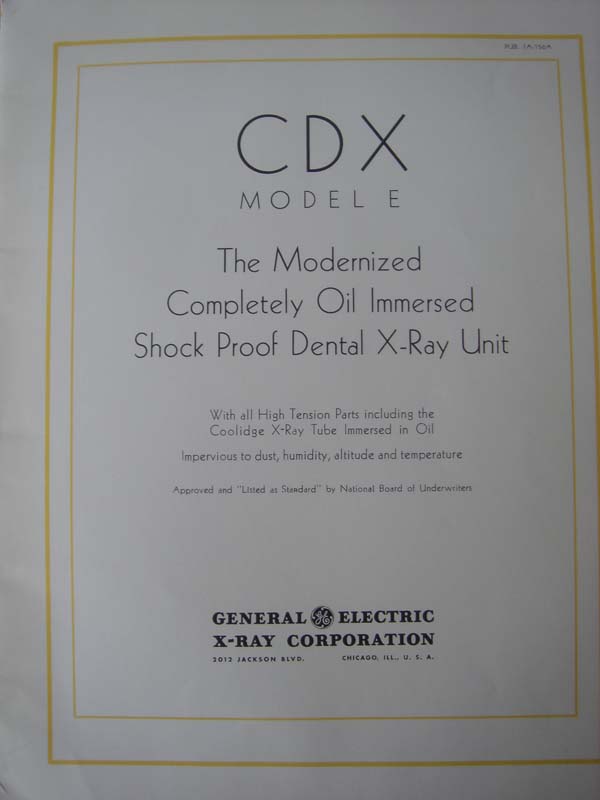 CDX
MODEL E
The Modernized
Completely Oil Immersed
Shock Proof Dental X-Ray Unit
With all High Tension Parts including the
Coolidge X-Ray Tube Immersed in Oil
Impervious to dust, humidity, altitude and temperature
Approved and "Listed as Standard" by National Board of Underwriters
GENERAL GE ELECTRIC
X-RAY CORPORATION
2012 JACKSON BLVD. CHICAGO, ILL., U. S. A.